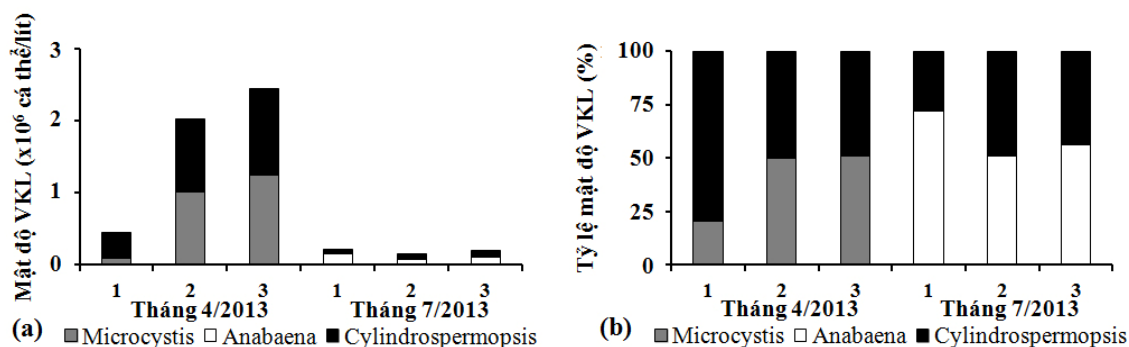 Mật độ VKL (x10⁶ cá thể/lít)
3
2
1
0
1 2 3 1 2 3
Tháng 4/2013 Tháng 7/2013
(a)
Microcystis Anabaena Cylindrospermopsis
Tỷ lệ mật độ VKL (%)
100
75
50
25
0
1 2 3 1 2 3
Tháng 4/2013 Tháng 7/2013
(b)
Microcystis Anabaena Cylindrospermopsis